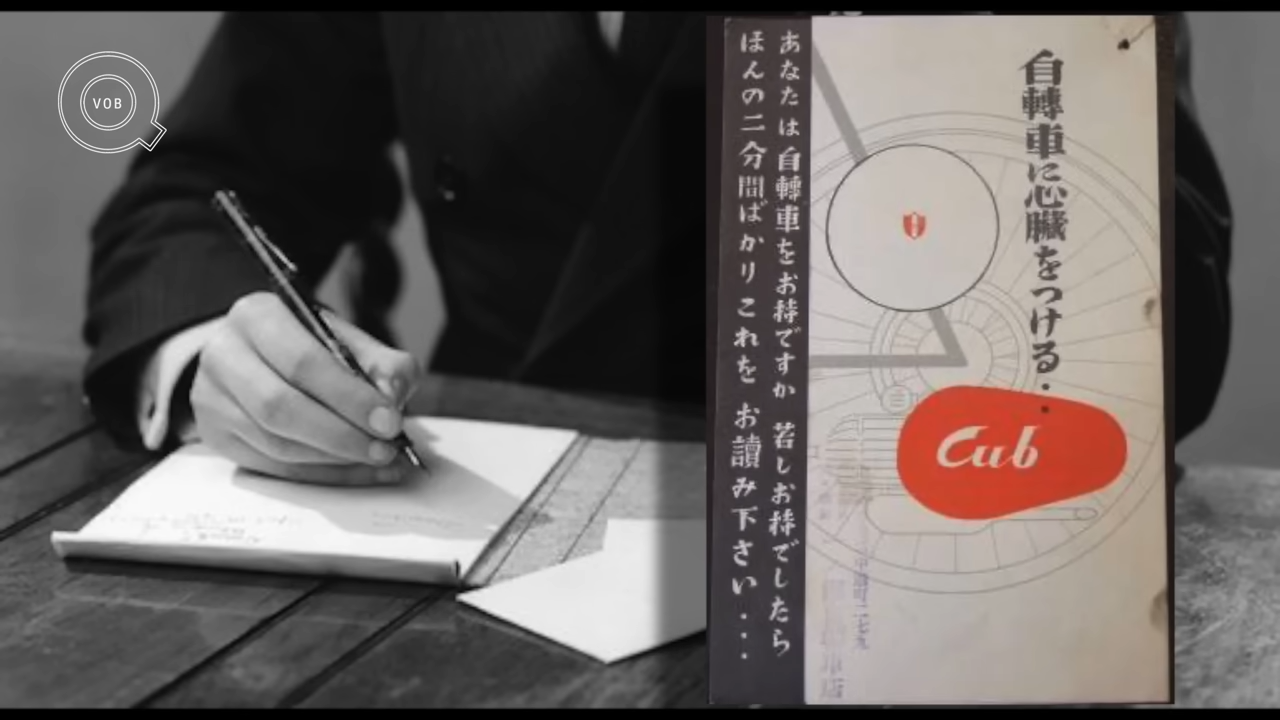 VOB
自轉車に心臓をつける・・
Cub
あなたは自轉車をお持ですか 若しお持でしたら
ほんの二分間ばかりこれを お讀み下さい・・・